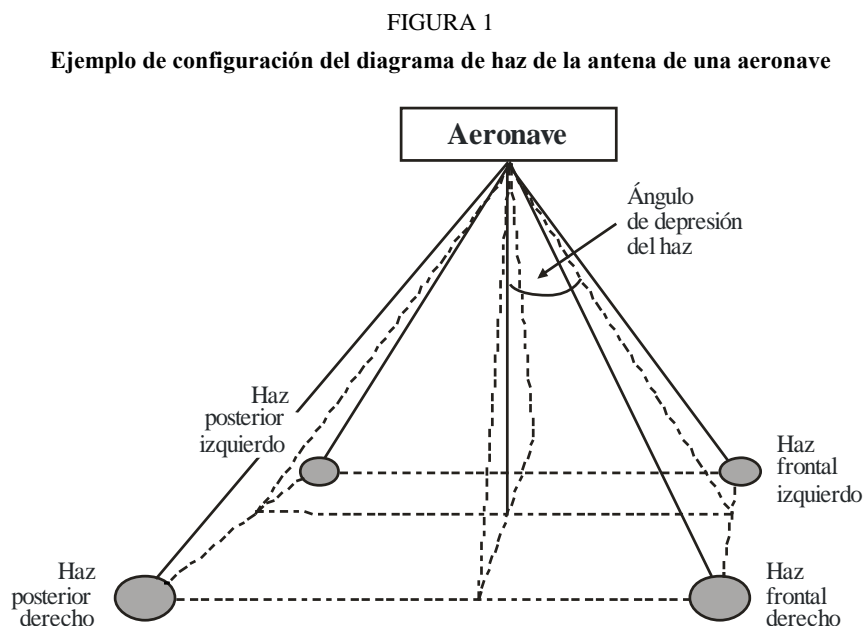 FIGURA 1
Ejemplo de configuración del diagrama de haz de la antena de una aeronave
Aeronave
Ángulo
de depresión
del haz
Haz
posterior
izquierdo
Haz
frontal
izquierdo
Haz
posterior
derecho
Haz
frontal
derecho